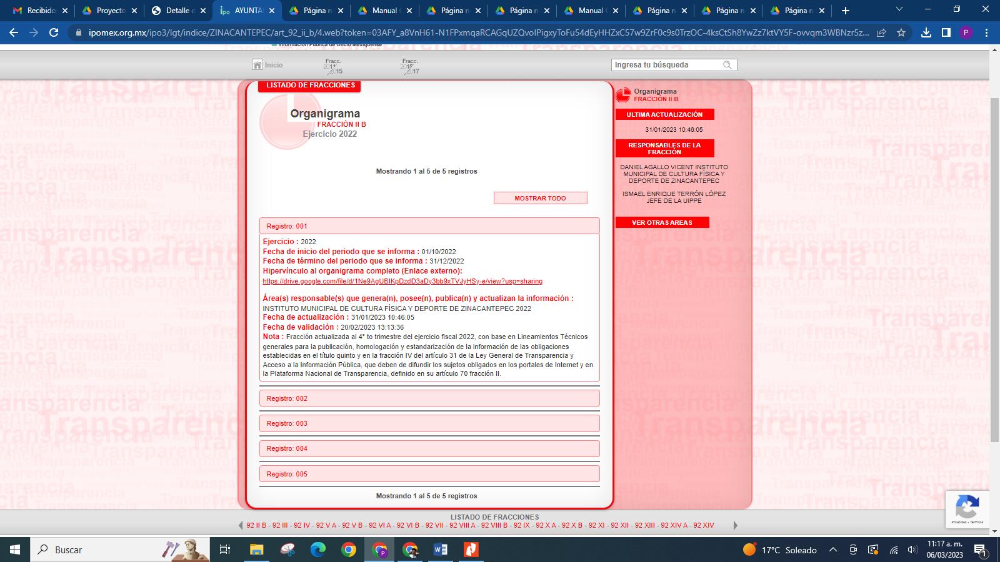 Recibido
Proyecto
Detalle d
AYUNTA
Página n
Manual
Página n
Página n
Manual
Página n
Página n
Página n
ipomex.org.mx/ipo3/lgt/indice/ZINACANTEPEC/art_92_ii_b/4.web?token=03AFY_a8VnH61-N1FPxmqaRCAGqUZQvoIPigxyToFu54dEyHHZxC57w9ZrF0c9s0TrzOC-4ksCtSh8YwZz7ktVY5F-ovvqm3WBNzr5z...
Información Pública de Oficio Mexiquense
Inicio
Fracc.
2015
Fracc.
2017
Ingresa tu búsqueda
LISTADO DE FRACCIONES
Organigrama
FRACCIÓN II B
Ejercicio 2022
Mostrando 1 al 5 de 5 registros
MOSTRAR TODO
Registro: 001
Ejercicio : 2022
Fecha de inicio del periodo que se informa : 01/10/2022
Fecha de término del periodo que se informa : 31/12/2022
Hipervínculo al organigrama completo (Enlace externo):
https://drive.google.com/file/d/1Ne9AgUBIKpDzdD3aDy3bb9xTVJyHSy-e/view?usp=sharing
Área(s) responsable(s) que genera(n), posee(n), publica(n) y actualizan la información :
INSTITUTO MUNICIPAL DE CULTURA FÍSICA Y DEPORTE DE ZINACANTEPEC 2022
Fecha de actualización : 31/01/2023 10:46:05
Fecha de validación : 20/02/2023 13:13:36
Nota : Fracción actualizada al 4° to trimestre del ejercicio fiscal 2022, con base en Lineamientos Técnicos
generales para la publicación, homologación y estandarización de la información de las obligaciones
establecidas en el título quinto y en la fracción IV del artículo 31 de la Ley General de Transparencia y
Acceso a la Información Pública, que deben de difundir los sujetos obligados en los portales de Internet y en
la Plataforma Nacional de Transparencia, definido en su artículo 70 fracción II.
Registro: 002
Registro: 003
Registro: 004
Registro: 005
Mostrando 1 al 5 de 5 registros
Organigrama
FRACCIÓN II B
ULTIMA ACTUALIZACIÓN
31/01/2023 10:46:05
RESPONSABLES DE LA
FRACCIÓN
DANIEL AGALLO VICENT INSTITUTO
MUNICIPAL DE CULTURA FÍSICA Y
DEPORTE DE ZINACANTEPEC
ISMAEL ENRIQUE TERRÓN LÓPEZ
JEFE DE LA UIPPE
VER OTRAS AREAS
Privacidad - Términos
LISTADO DE FRACCIONES
92 II B - 92 III - 92 IV - 92 V A - 92 V B - 92 VI A - 92 VI B - 92 VII - 92 VIII A - 92 VIII B - 92 IX - 92 X A - 92 X B - 92 XI - 92 XII - 92 XIII - 92 XIV A - 92 XIV
Buscar
17°C Soleado
11:17 a. m.
06/03/2023
1